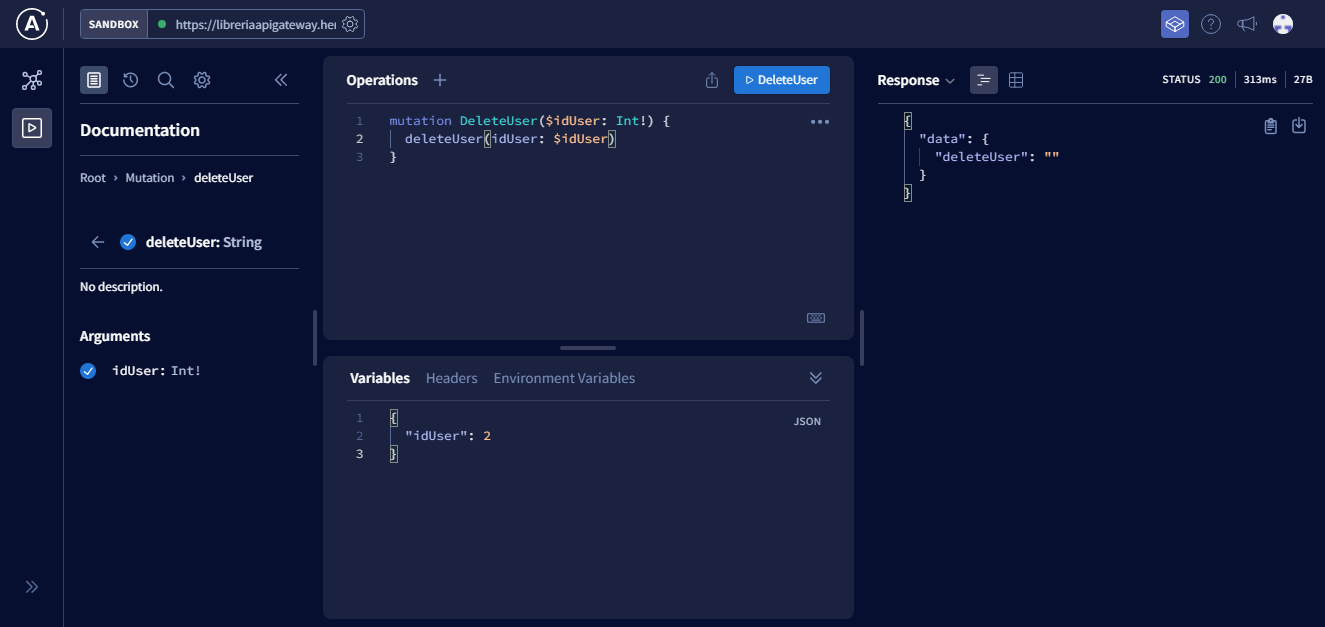 SANDBOX https://libreriaapigateway.her
Documentation
Root › Mutation › deleteUser
deleteUser: String
No description.
Arguments
idUser: Int!
Operations
DeleteUser
1 mutation DeleteUser($idUser: Int!) {
2 deleteUser(idUser: $idUser)
3 }
Variables Headers Environment Variables
JSON
1 {
2 "idUser": 2
3 }
Response
STATUS 200 313ms 27B
{
"data": {
"deleteUser": ""
}
}